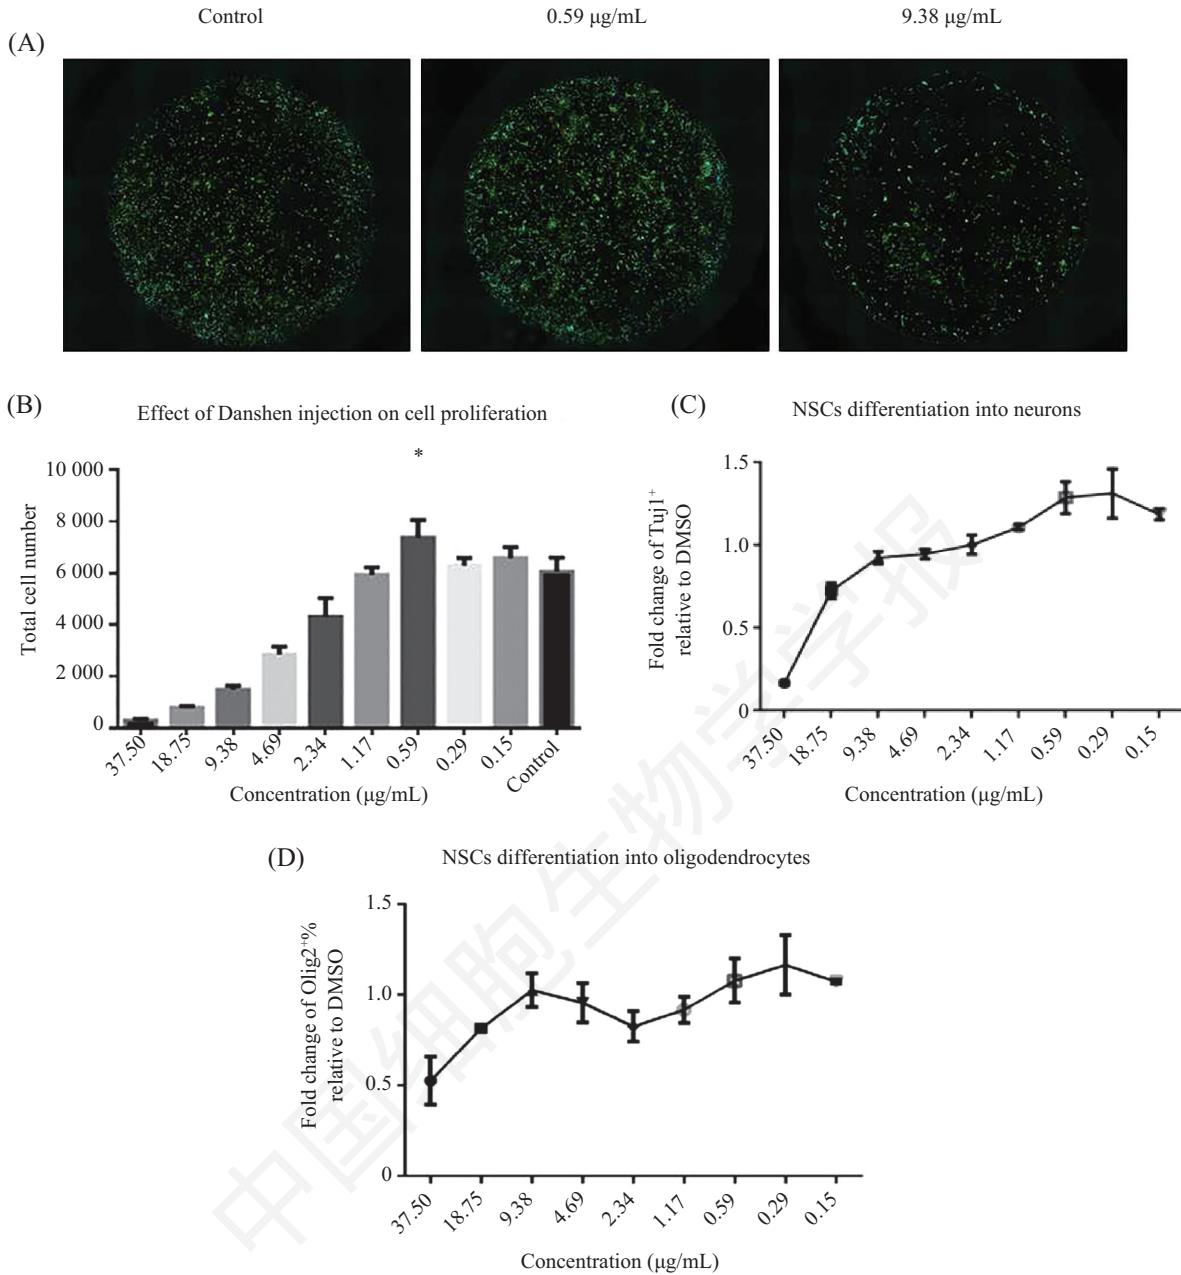 Control
0.59 μg/mL
9.38 μg/mL
(A)
(B)
Effect of Danshen injection on cell proliferation
*
Total cell number
10 000
8 000
6 000
4 000
2 000
0
37.50
18.75
9.38
4.69
2.34
1.17
0.59
0.29
0.15
Control
Concentration (μg/mL)
(C)
NSCs differentiation into neurons
Fold change of Tuj1⁺
relative to DMSO
1.5
1.0
0.5
0
37.50
18.75
9.38
4.69
2.34
1.17
0.59
0.29
0.15
Concentration (μg/mL)
(D)
NSCs differentiation into oligodendrocytes
Fold change of Olig2⁺%
relative to DMSO
1.5
1.0
0.5
0
37.50
18.75
9.38
4.69
2.34
1.17
0.59
0.29
0.15
Concentration (μg/mL)
中国细胞生物学学报